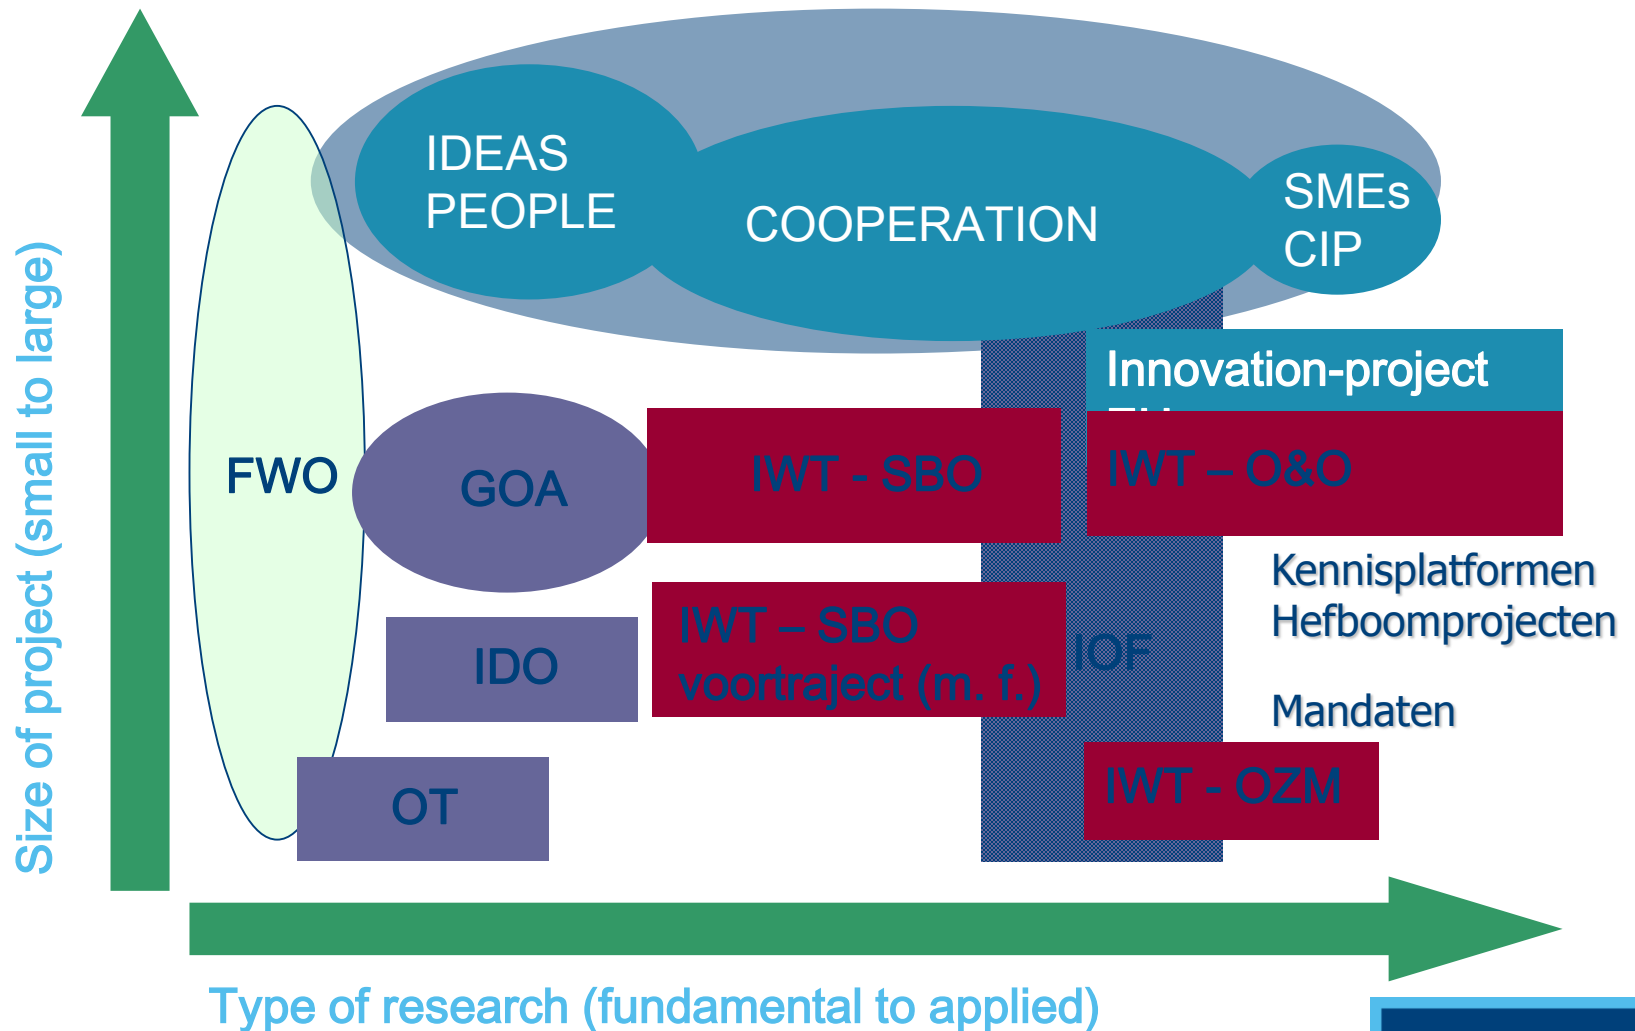 IDEAS
PEOPLE
COOPERATION
SMEs
CIP
Innovation-project
FWO
GOA
IWT - SBO
IWT – O&O
Kennisplatformen
Hefboomprojecten
IDO
IWT – SBO
voortraject (m. f.)
IOF
Mandaten
OT
IWT - OZM
Size of project (small to large)
Type of research (fundamental to applied)